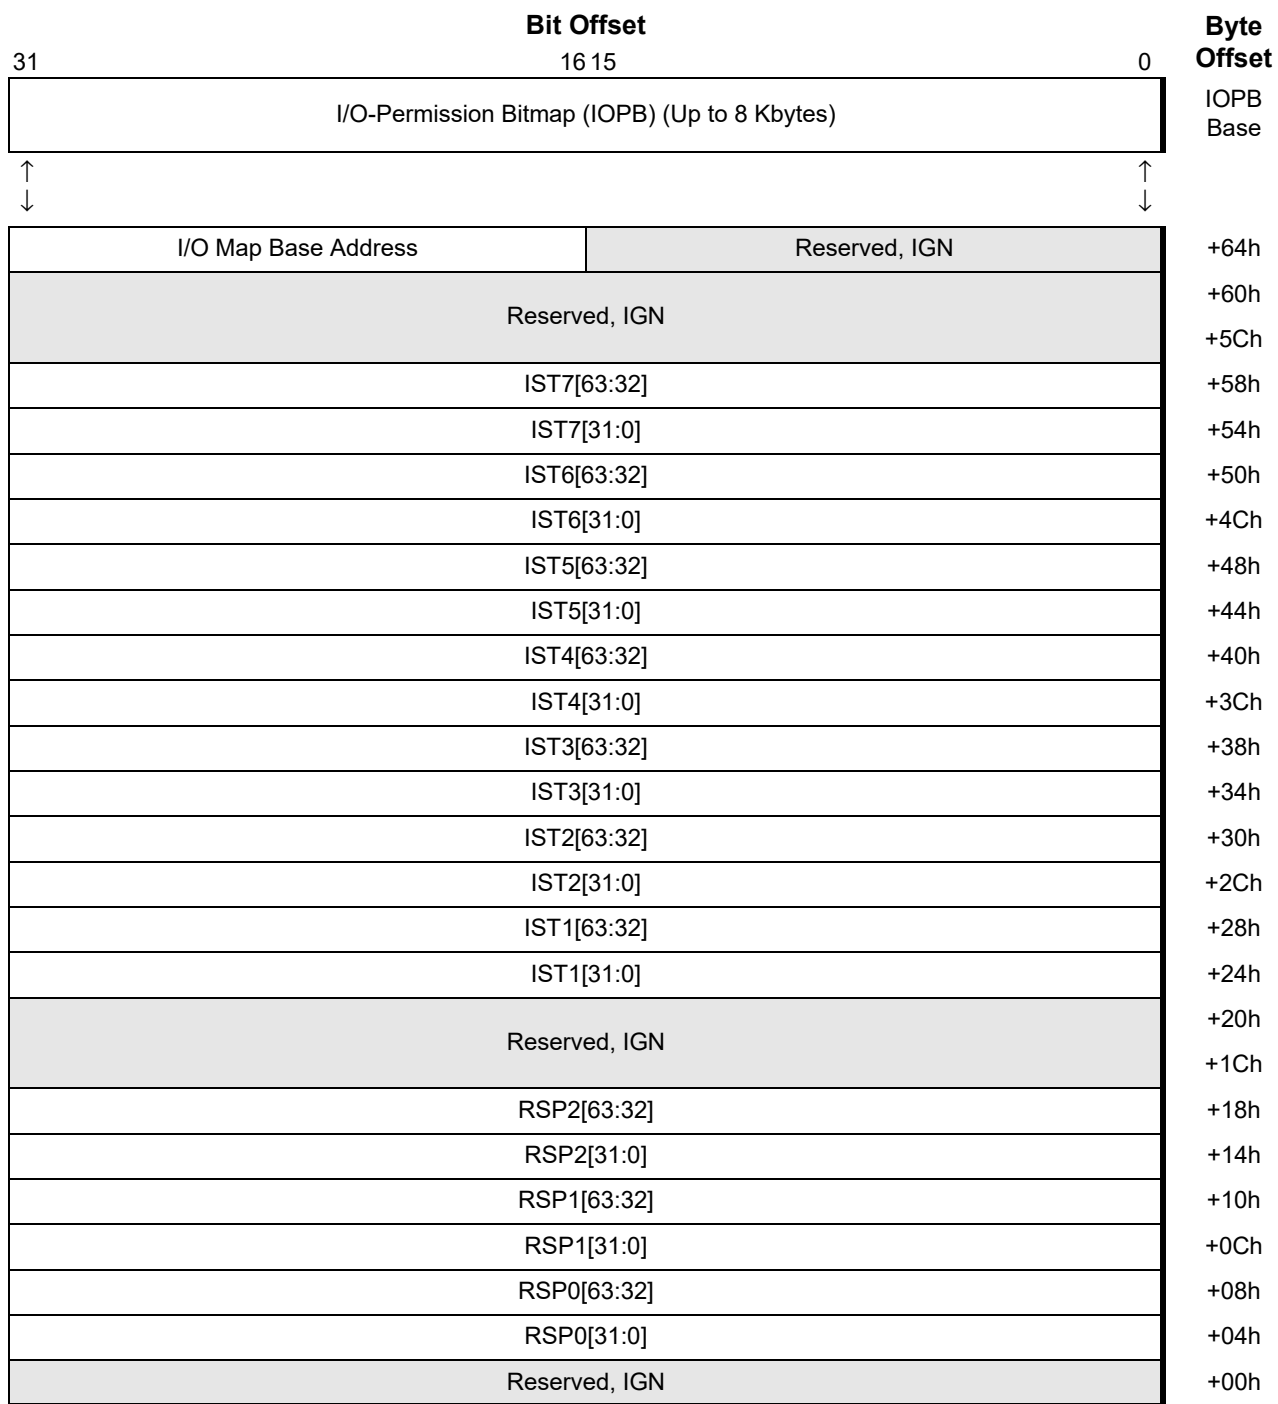 Bit Offset Byte
31 16 15 0 Offset
I/O-Permission Bitmap (IOPB) (Up to 8 Kbytes) IOPB
Base
↑ ↑
↓ ↓
I/O Map Base Address Reserved, IGN +64h
+60h
Reserved, IGN
+5Ch
IST7[63:32] +58h
IST7[31:0] +54h
IST6[63:32] +50h
IST6[31:0] +4Ch
IST5[63:32] +48h
IST5[31:0] +44h
IST4[63:32] +40h
IST4[31:0] +3Ch
IST3[63:32] +38h
IST3[31:0] +34h
IST2[63:32] +30h
IST2[31:0] +2Ch
IST1[63:32] +28h
IST1[31:0] +24h
+20h
Reserved, IGN
+1Ch
RSP2[63:32] +18h
RSP2[31:0] +14h
RSP1[63:32] +10h
RSP1[31:0] +0Ch
RSP0[63:32] +08h
RSP0[31:0] +04h
Reserved, IGN +00h